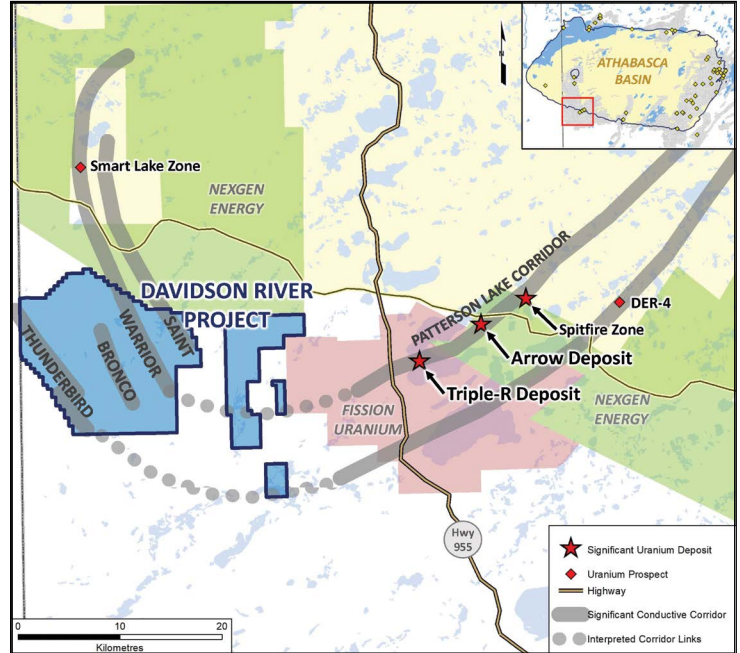 ATHABASCA
BASIN
Smart Lake Zone
NEXGEN
ENERGY
DAVIDSON RIVER
PROJECT
THUNDERBIRD
BRONCO
WARRIOR
SAINT
PATTERSON LAKE CORRIDOR
DER-4
Spitfire Zone
Arrow Deposit
Triple-R Deposit
FISSION
URANIUM
NEXGEN
ENERGY
Hwy
955
Significant Uranium Deposit
Uranium Prospect
Highway
Significant Conductive Corridor
Interpreted Corridor Links
0 10 20
Kilometres